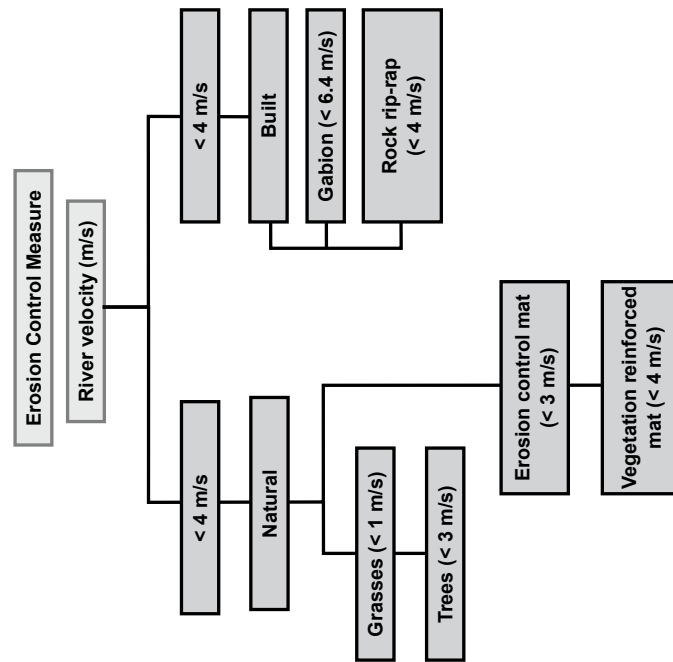 Erosion Control Measure
River velocity (m/s)
< 4 m/s
Natural
Grasses (< 1 m/s)
Trees (< 3 m/s)
Erosion control mat
(< 3 m/s)
Vegetation reinforced
mat (< 4 m/s)
< 4 m/s
Built
Gabion (< 6.4 m/s)
Rock rip-rap
(< 4 m/s)